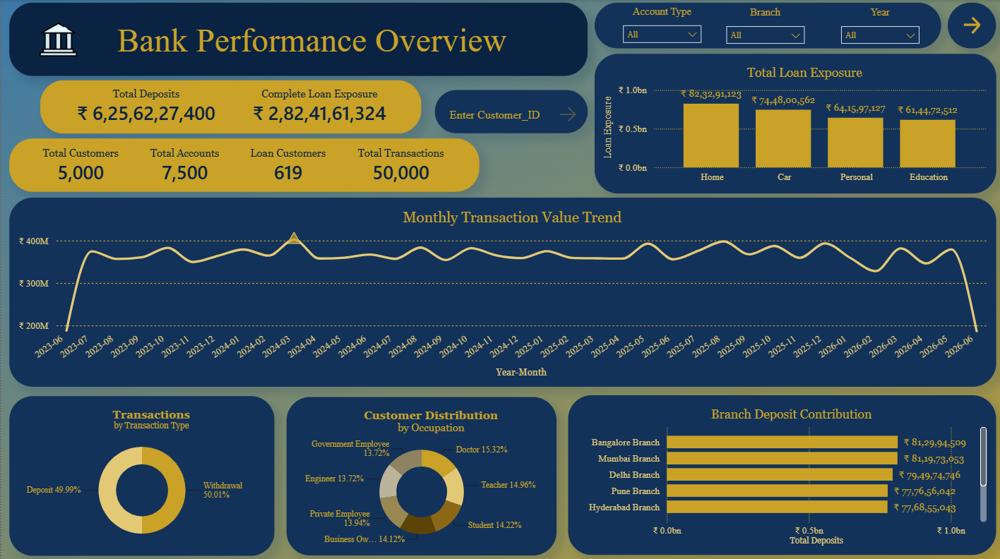 Bank Performance Overview
Account Type
Branch
Year
All
All
All
Total Deposits
₹ 6,25,62,27,400
Complete Loan Exposure
₹ 2,82,41,61,324
Enter Customer_ID
Total Customers
5,000
Total Accounts
7,500
Loan Customers
619
Total Transactions
50,000
Total Loan Exposure
Loan Exposure
₹ 1.0bn
₹ 0.5bn
₹ 0.0bn
₹ 82,32,91,123
₹ 74,48,00,562
₹ 64,15,97,127
₹ 61,44,72,512
Home
Car
Personal
Education
Monthly Transaction Value Trend
₹ 400M
₹ 300M
₹ 200M
2023-06
2023-07
2023-08
2023-09
2023-10
2023-11
2023-12
2024-01
2024-02
2024-03
2024-04
2024-05
2024-06
2024-07
2024-08
2024-09
2024-10
2024-11
2024-12
2025-01
2025-02
2025-03
2025-04
2025-05
2025-06
2025-07
2025-08
2025-09
2025-10
2025-11
2025-12
2026-01
2026-02
2026-03
2026-04
2026-05
2026-06
Year-Month
Transactions
by Transaction Type
Deposit 49.99%
Withdrawal
50.01%
Customer Distribution
by Occupation
Government Employee
13.72%
Doctor 15.32%
Engineer 13.72%
Teacher 14.96%
Private Employee
13.94%
Student 14.22%
Business Ow... 14.12%
Branch Deposit Contribution
Bangalore Branch
₹ 81,29,94,509
Mumbai Branch
₹ 81,19,73,053
Delhi Branch
₹ 79,49,74,746
Pune Branch
₹ 77,76,56,042
Hyderabad Branch
₹ 77,68,55,043
₹ 0.0bn
₹ 0.5bn
₹ 1.0bn
Total Deposits